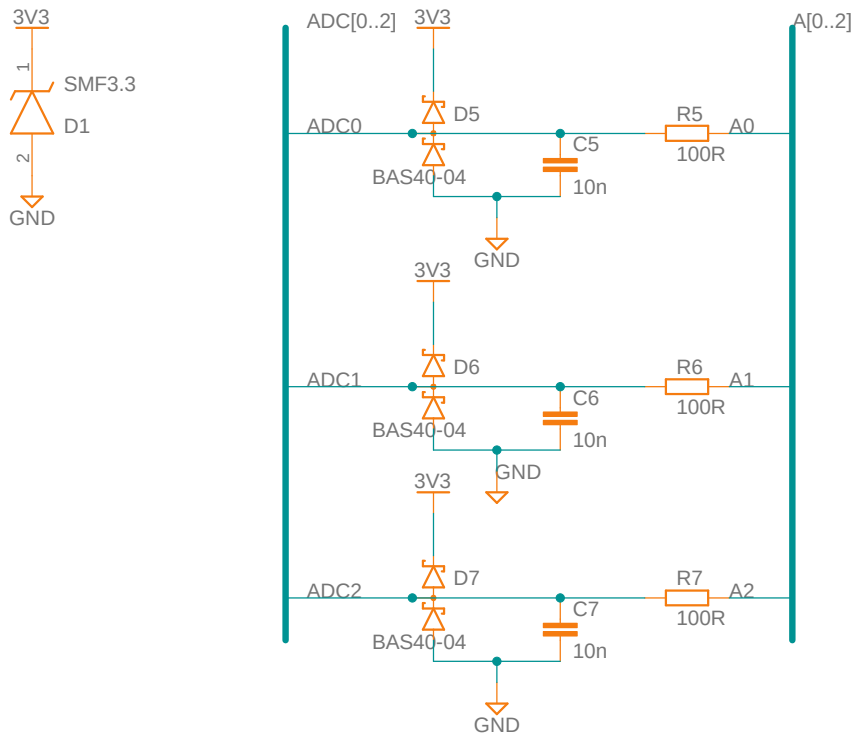 3V3
1
SMF3.3
D1
2
GND
ADC[0..2]
3V3
A[0..2]
D5
ADC0
BAS40-04
C5
10n
R5
100R
A0
GND
3V3
D6
ADC1
BAS40-04
C6
10n
R6
100R
A1
GND
3V3
D7
ADC2
BAS40-04
C7
10n
R7
100R
A2
GND